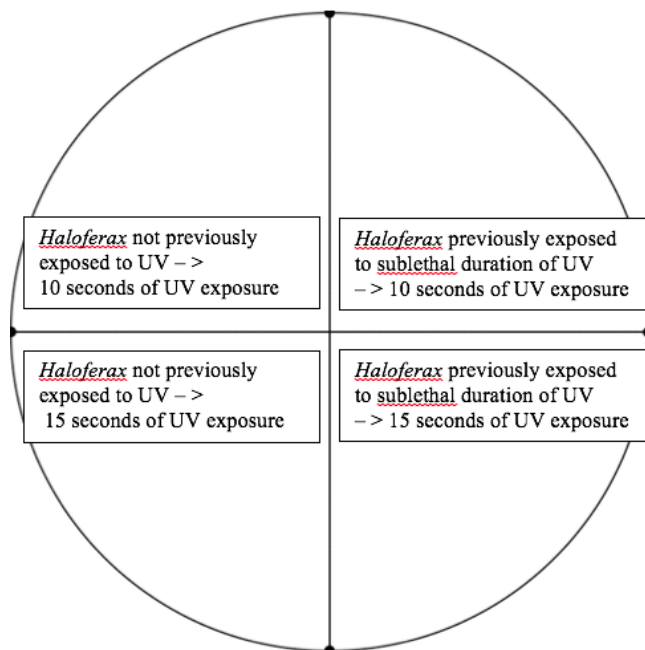 Haloferax not previously
exposed to UV – >
10 seconds of UV exposure
Haloferax previously exposed
to sublethal duration of UV
– > 10 seconds of UV exposure
Haloferax not previously
exposed to UV – >
15 seconds of UV exposure
Haloferax previously exposed
to sublethal duration of UV
– > 15 seconds of UV exposure